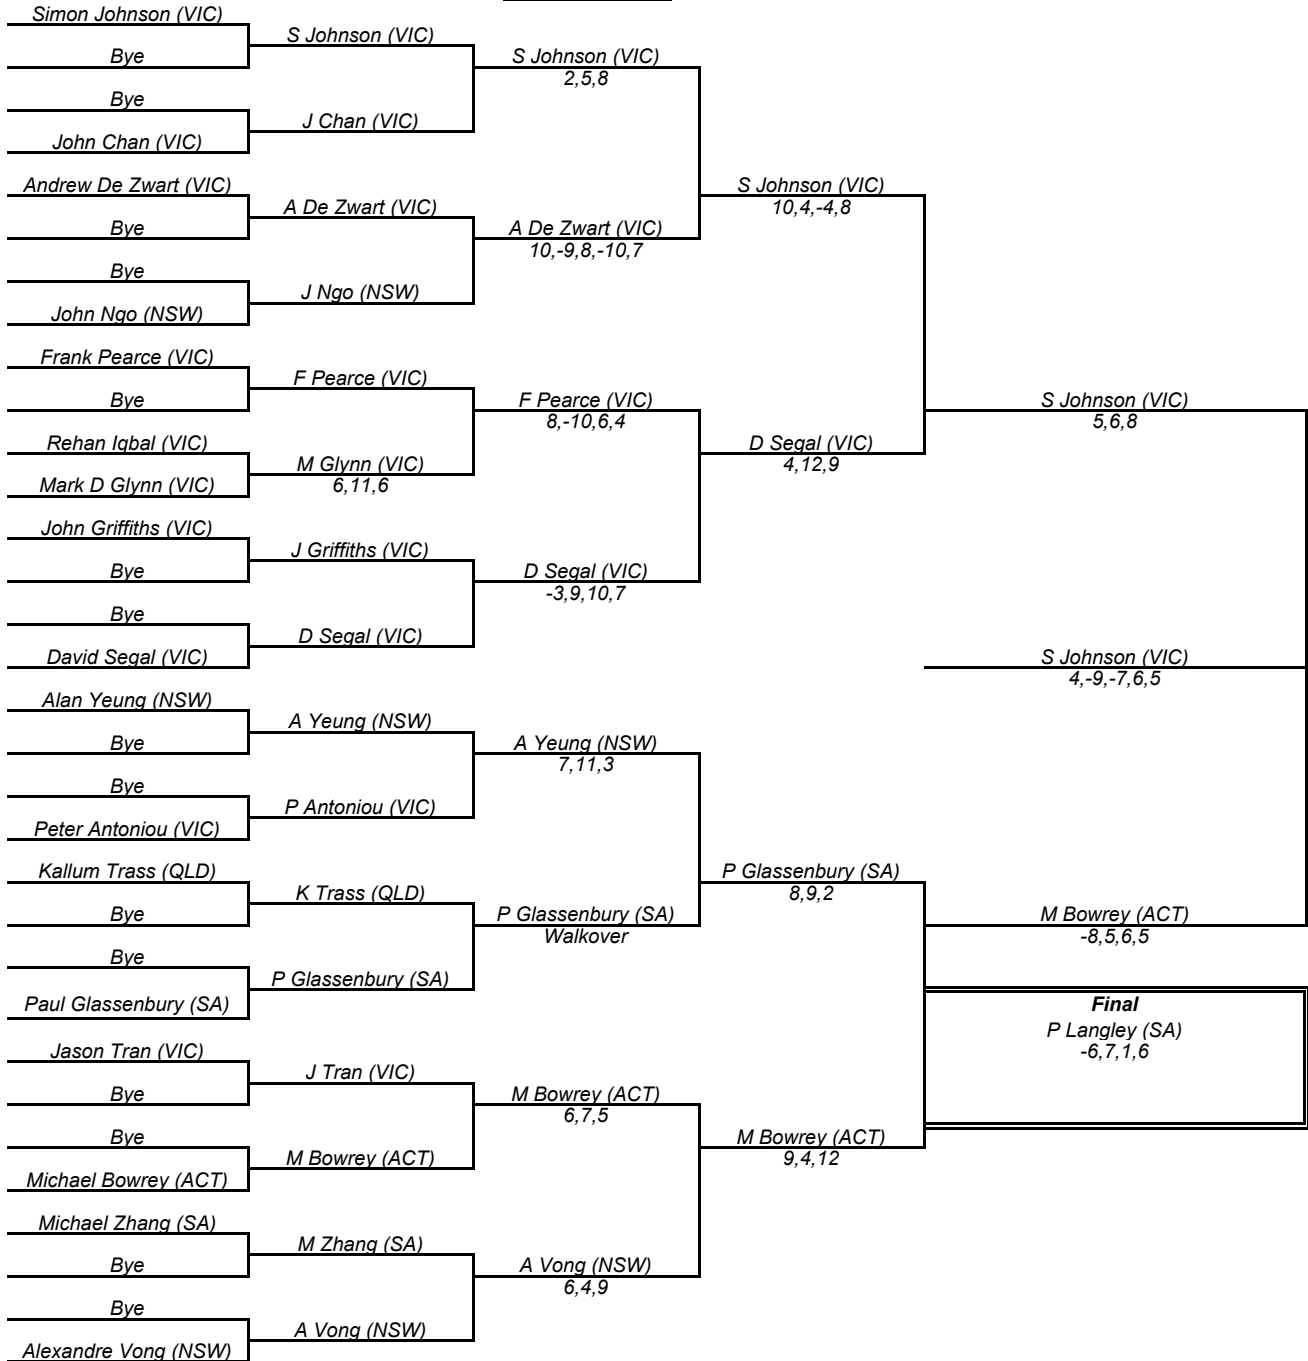 Simon Johnson (VIC)
Bye
Bye
John Chan (VIC)
Andrew De Zwart (VIC)
Bye
Bye
John Ngo (NSW)
Frank Pearce (VIC)
Bye
Rehan Iqbal (VIC)
Mark D Glynn (VIC)
John Griffiths (VIC)
Bye
Bye
David Segal (VIC)
Alan Yeung (NSW)
Bye
Bye
Peter Antoniou (VIC)
Kallum Trass (QLD)
Bye
Bye
Paul Glassenbury (SA)
Jason Tran (VIC)
Bye
Bye
Michael Bowrey (ACT)
Michael Zhang (SA)
Bye
Bye
Alexandre Vong (NSW)
S Johnson (VIC)
J Chan (VIC)
A De Zwart (VIC)
J Ngo (NSW)
F Pearce (VIC)
M Glynn (VIC)
6,11,6
J Griffiths (VIC)
D Segal (VIC)
A Yeung (NSW)
P Antoniou (VIC)
K Trass (QLD)
P Glassenbury (SA)
J Tran (VIC)
M Bowrey (ACT)
M Zhang (SA)
A Vong (NSW)
S Johnson (VIC)
2,5,8
A De Zwart (VIC)
10,-9,8,-10,7
F Pearce (VIC)
8,-10,6,4
D Segal (VIC)
-3,9,10,7
A Yeung (NSW)
7,11,3
P Glassenbury (SA)
Walkover
M Bowrey (ACT)
6,7,5
A Vong (NSW)
6,4,9
S Johnson (VIC)
10,4,-4,8
D Segal (VIC)
4,12,9
P Glassenbury (SA)
8,9,2
M Bowrey (ACT)
9,4,12
S Johnson (VIC)
5,6,8
S Johnson (VIC)
4,-9,-7,6,5
M Bowrey (ACT)
-8,5,6,5
Final
P Langley (SA)
-6,7,1,6